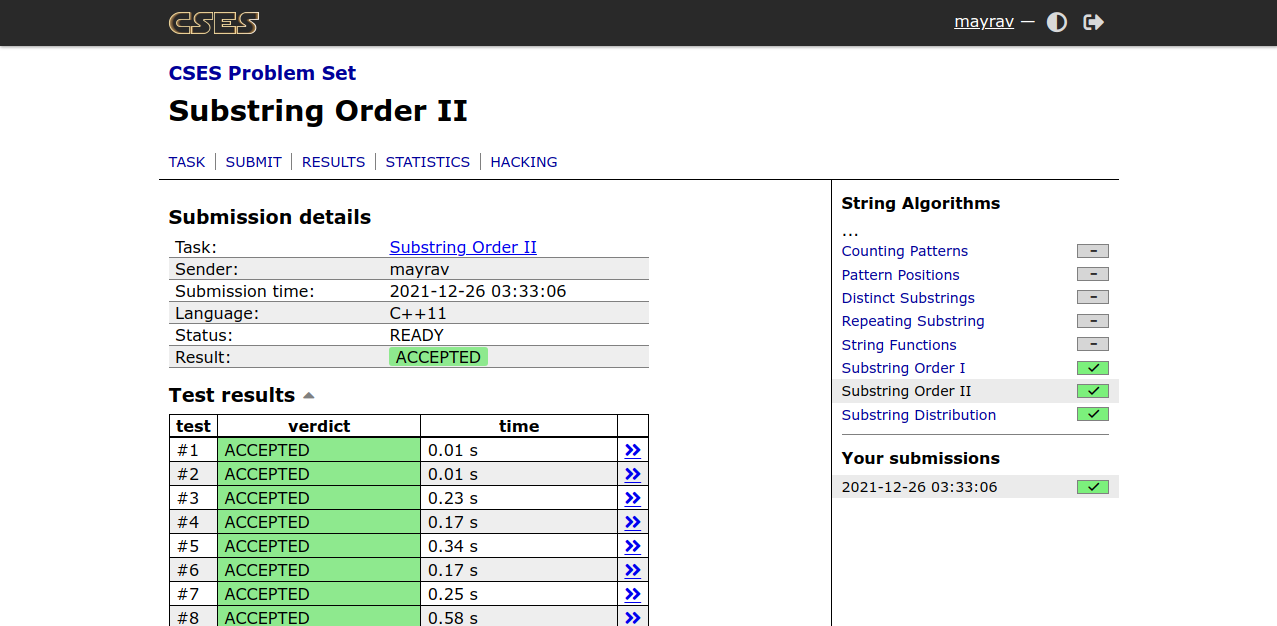 CSES
mayrav —
CSES Problem Set
Substring Order II
TASK SUBMIT RESULTS STATISTICS HACKING
Submission details
Task: Substring Order II
Sender: mayrav
Submission time: 2021-12-26 03:33:06
Language: C++11
Status: READY
Result: ACCEPTED
Test results
test verdict time
#1 ACCEPTED 0.01 s »
#2 ACCEPTED 0.01 s »
#3 ACCEPTED 0.23 s »
#4 ACCEPTED 0.17 s »
#5 ACCEPTED 0.34 s »
#6 ACCEPTED 0.17 s »
#7 ACCEPTED 0.25 s »
#8 ACCEPTED 0.58 s »
String Algorithms
...
Counting Patterns –
Pattern Positions –
Distinct Substrings –
Repeating Substring –
String Functions –
Substring Order I ✓
Substring Order II ✓
Substring Distribution ✓
Your submissions
2021-12-26 03:33:06 ✓